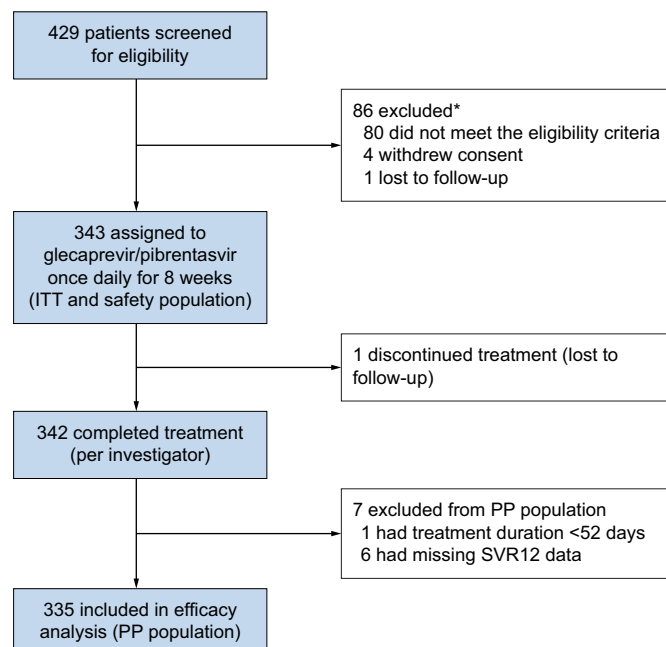 429 patients screened
for eligibility
86 excluded*
80 did not meet the eligibility criteria
4 withdrew consent
1 lost to follow-up
343 assigned to
glecaprevir/pibrentasvir
once daily for 8 weeks
(ITT and safety population)
1 discontinued treatment (lost to
follow-up)
342 completed treatment
(per investigator)
7 excluded from PP population
1 had treatment duration <52 days
6 had missing SVR12 data
335 included in efficacy
analysis (PP population)